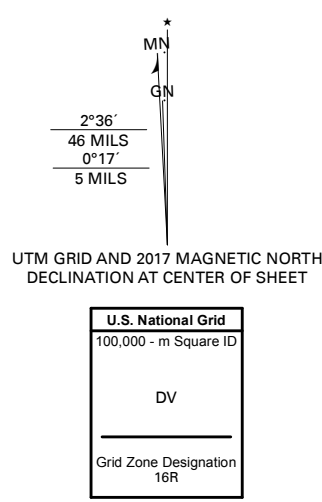 ★
MN
GN
2°36´
46 MILS
0°17´
5 MILS
UTM GRID AND 2017 MAGNETIC NORTH
DECLINATION AT CENTER OF SHEET
U.S. National Grid
100,000 - m Square ID
DV
Grid Zone Designation
16R